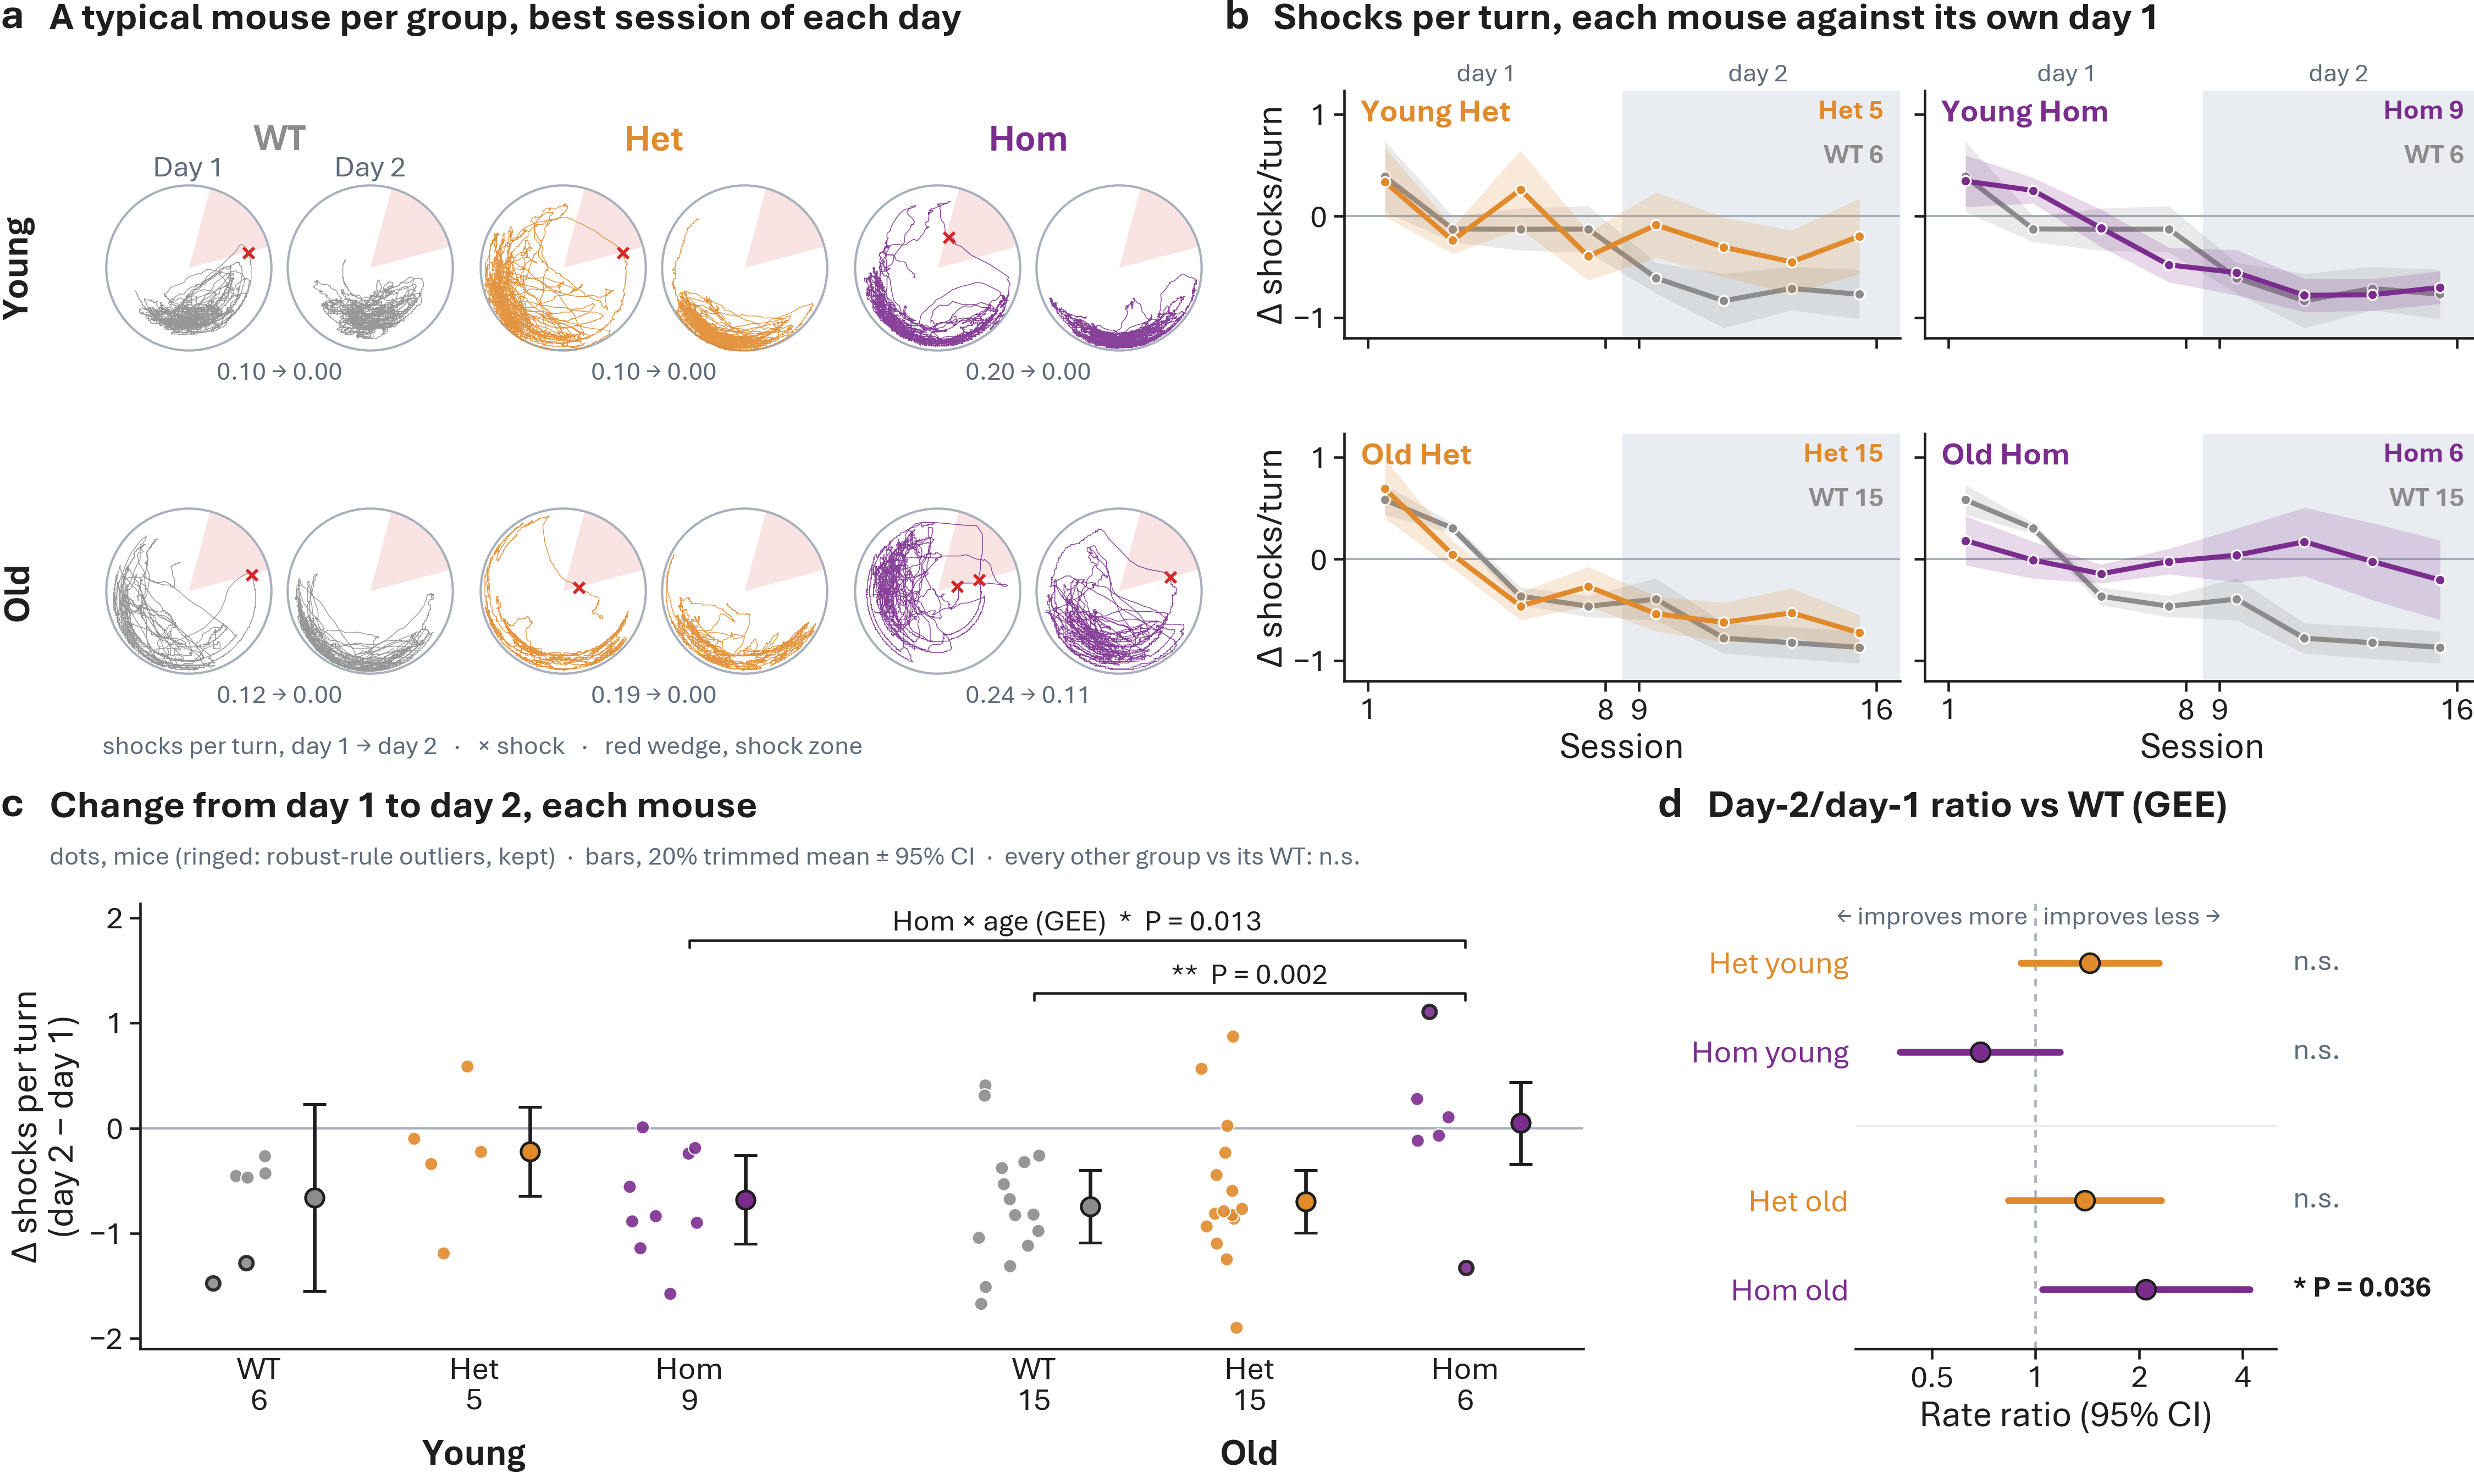 a A typical mouse per group, best session of each day
WT
Het
Hom
Day 1
Day 2
Young
0.10 → 0.00
0.10 → 0.00
0.20 → 0.00
Old
0.12 → 0.00
0.19 → 0.00
0.24 → 0.11
shocks per turn, day 1 → day 2 · × shock · red wedge, shock zone
b Shocks per turn, each mouse against its own day 1
day 1
day 2
day 1
day 2
Δ shocks/turn
1
0
−1
Young Het
Het 5
WT 6
Young Hom
Hom 9
WT 6
Δ shocks/turn
1
0
−1
Old Het
Het 15
WT 15
Old Hom
Hom 6
WT 15
1
8
9
16
1
8
9
16
Session
Session
c Change from day 1 to day 2, each mouse
dots, mice (ringed: robust-rule outliers, kept) · bars, 20% trimmed mean ± 95% CI · every other group vs its WT: n.s.
Δ shocks per turn
(day 2 − day 1)
2
1
0
−1
−2
Hom × age (GEE) * P = 0.013
** P = 0.002
WT
6
Het
5
Hom
9
WT
15
Het
15
Hom
6
Young
Old
d Day-2/day-1 ratio vs WT (GEE)
← improves more
improves less →
Het young
n.s.
Hom young
n.s.
Het old
n.s.
Hom old
* P = 0.036
0.5
1
2
4
Rate ratio (95% CI)